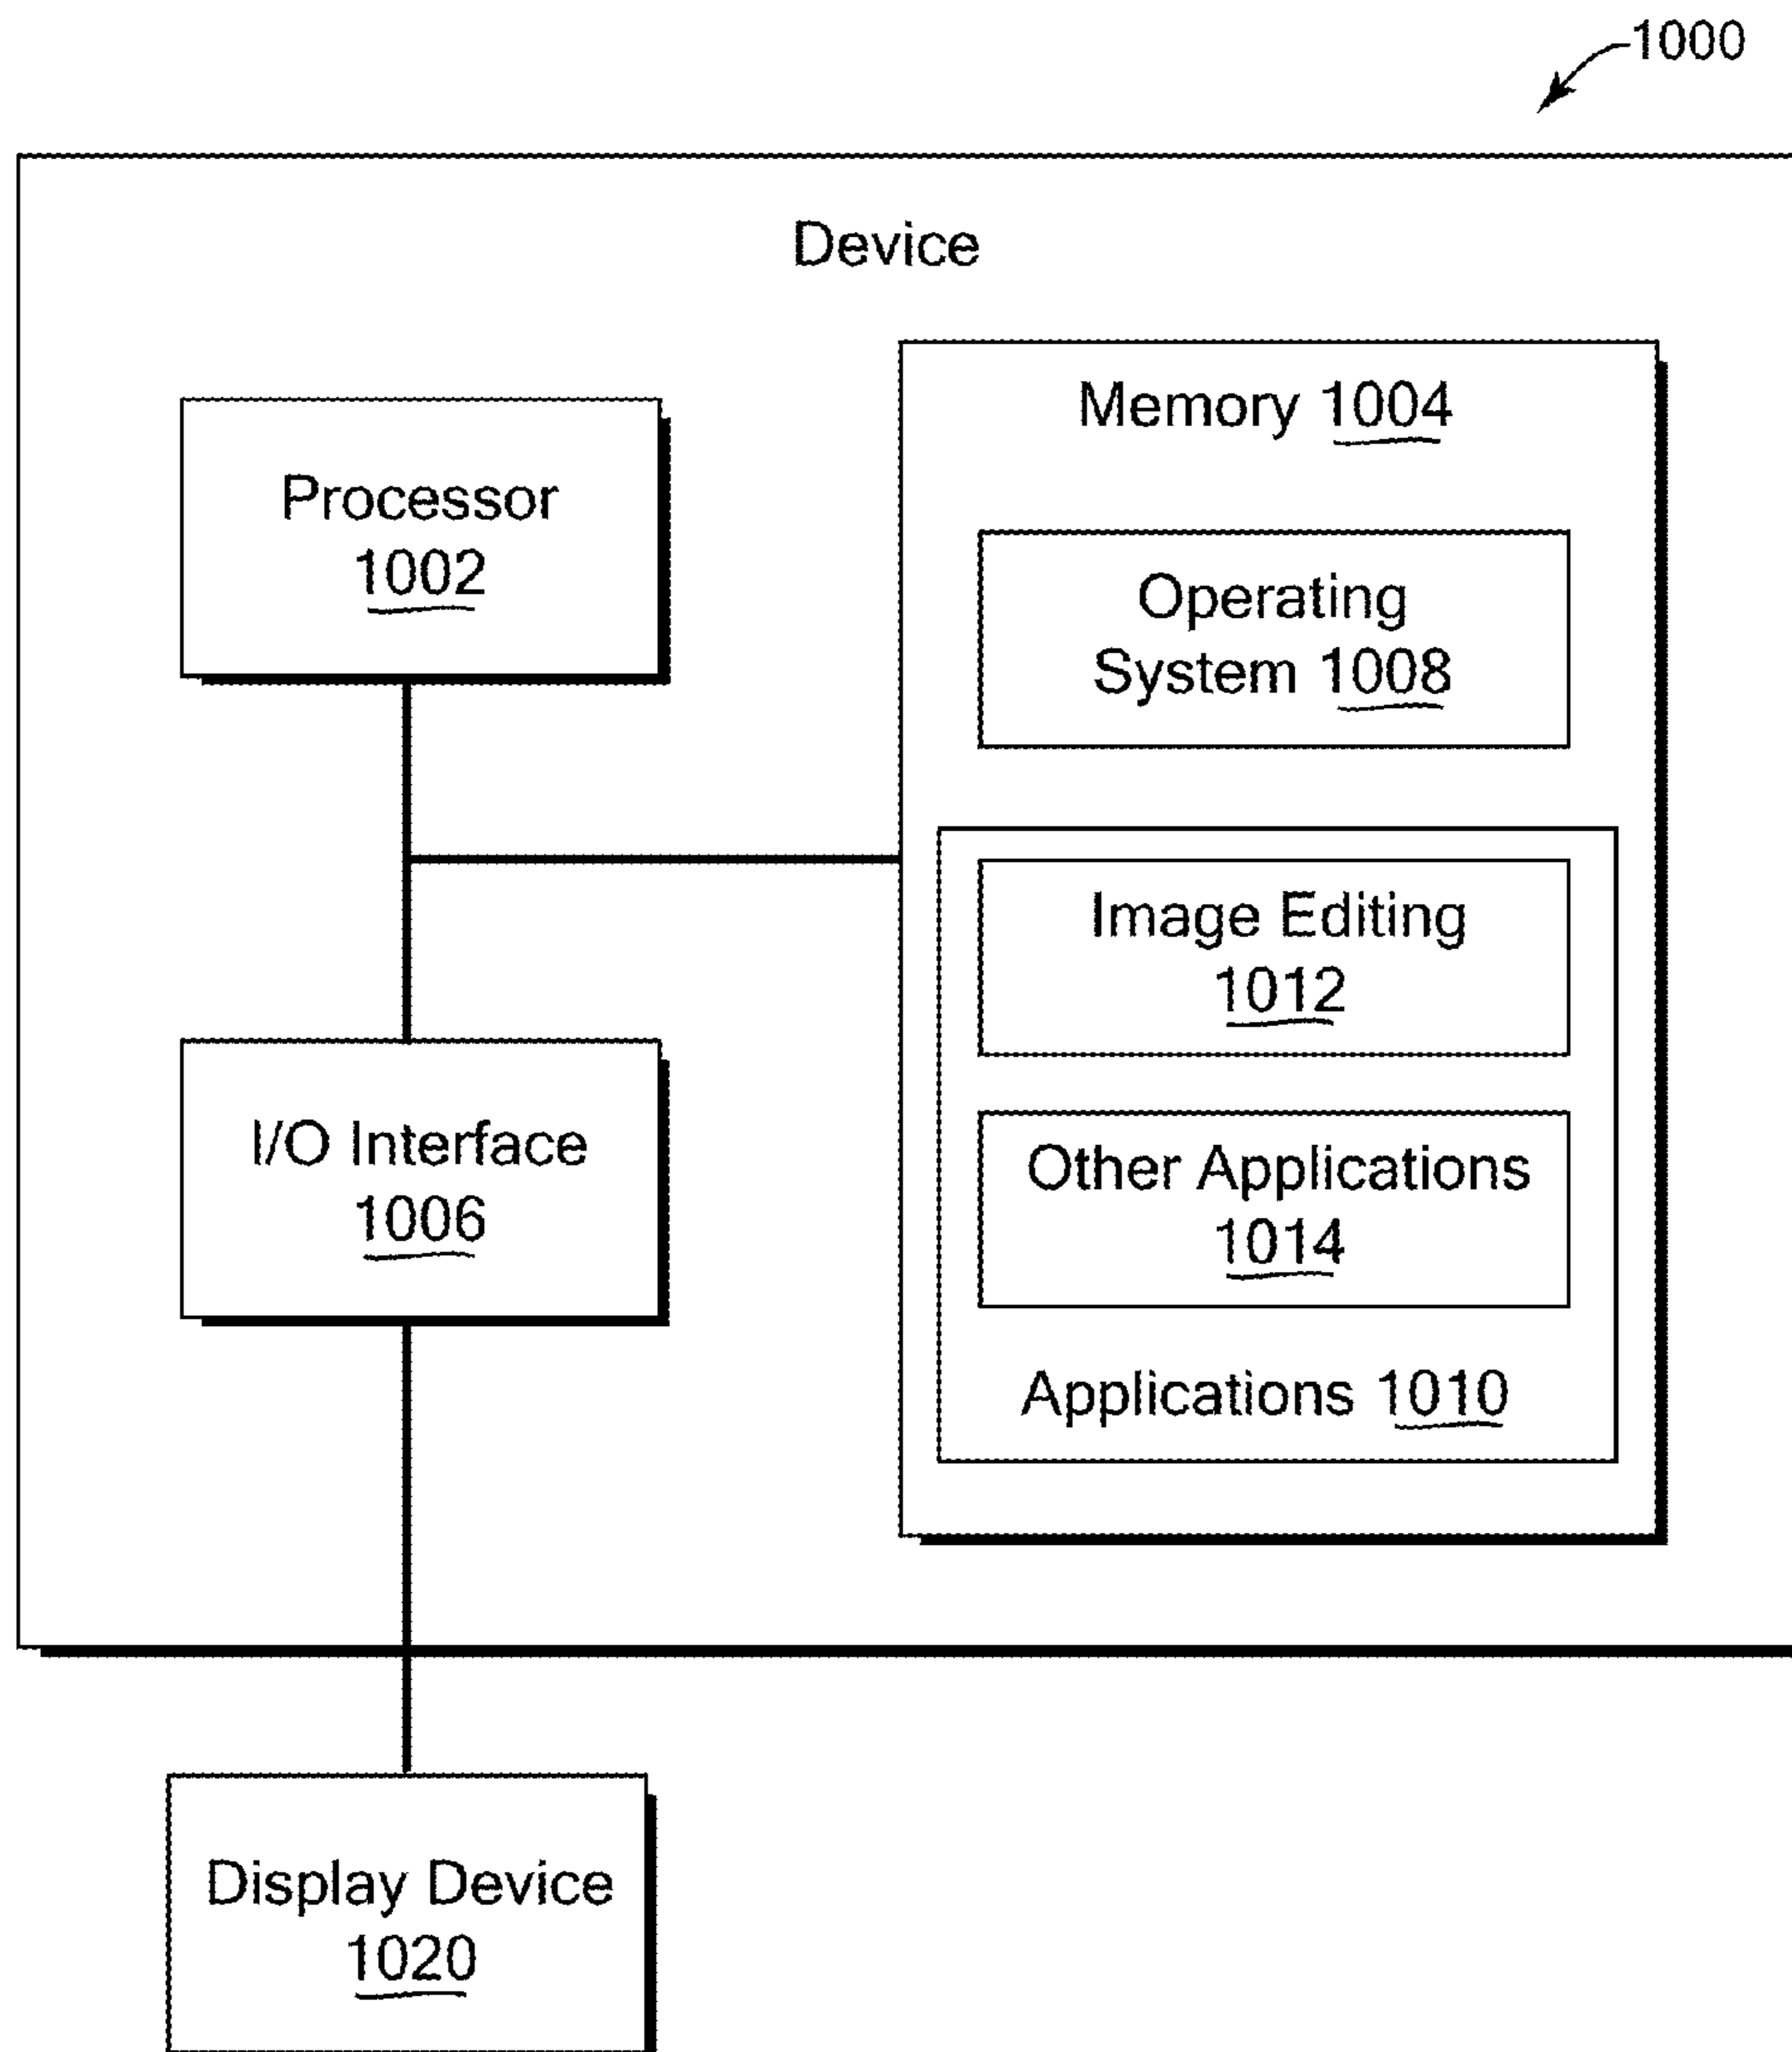 1000
Device
Processor
1002
Memory 1004
Operating
System 1008
Image Editing
1012
Other Applications
1014
Applications 1010
I/O Interface
1006
Display Device
1020